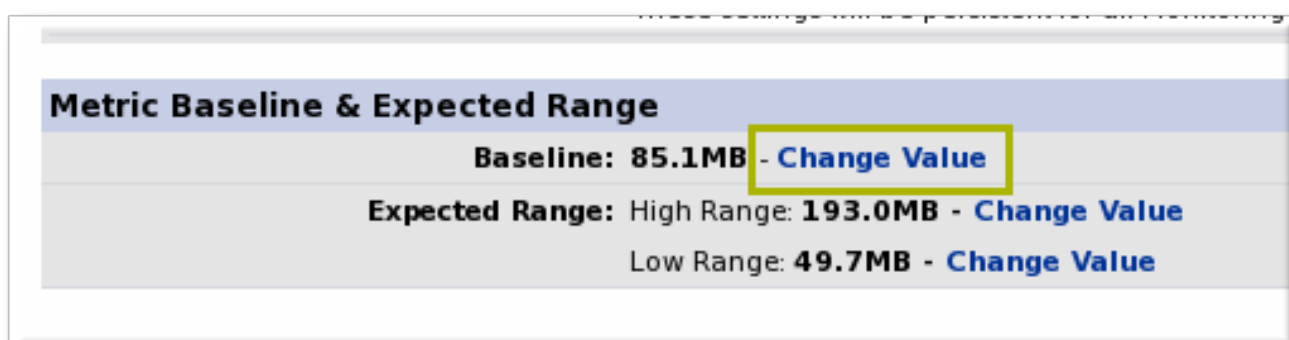 Metric Baseline & Expected Range
Baseline: 85.1MB - Change Value
Expected Range: High Range: 193.0MB - Change Value
Low Range: 49.7MB - Change Value